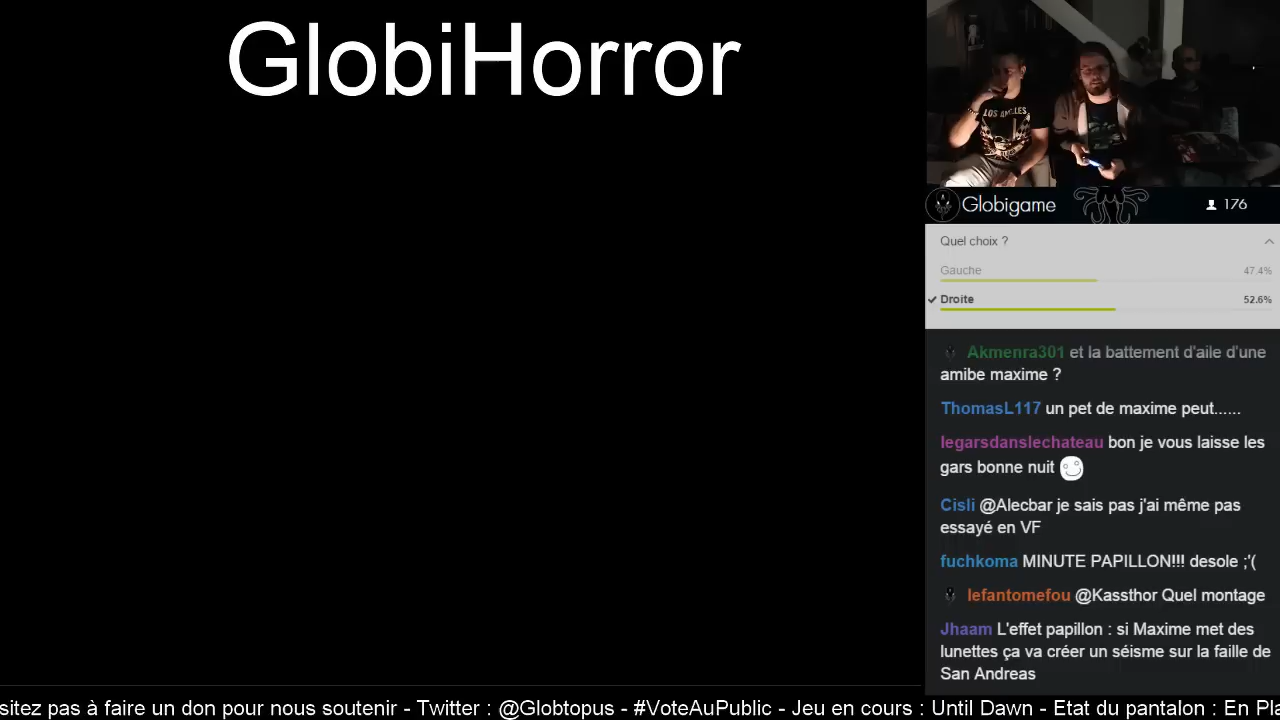 GlobiHorror
LOS ANGELES
Globigame
176
Quel choix ?
Gauche 47.4%
Droite 52.6%
Akmenra301 et la battement d'aile d'une
amibe maxime ?
ThomasL117 un pet de maxime peut......
legarsdanslechateau bon je vous laisse les
gars bonne nuit
Cisli @Alecbar je sais pas j'ai même pas
essayé en VF
fuchkoma MINUTE PAPILLON!!! desole ;'(
lefantomefou @Kassthor Quel montage
Jhaam L'effet papillon : si Maxime met des
lunettes ça va créer un séisme sur la faille de
San Andreas
sitez pas à faire un don pour nous soutenir - Twitter : @Globtopus - #VoteAuPublic - Jeu en cours : Until Dawn - Etat du pantalon : En Pla